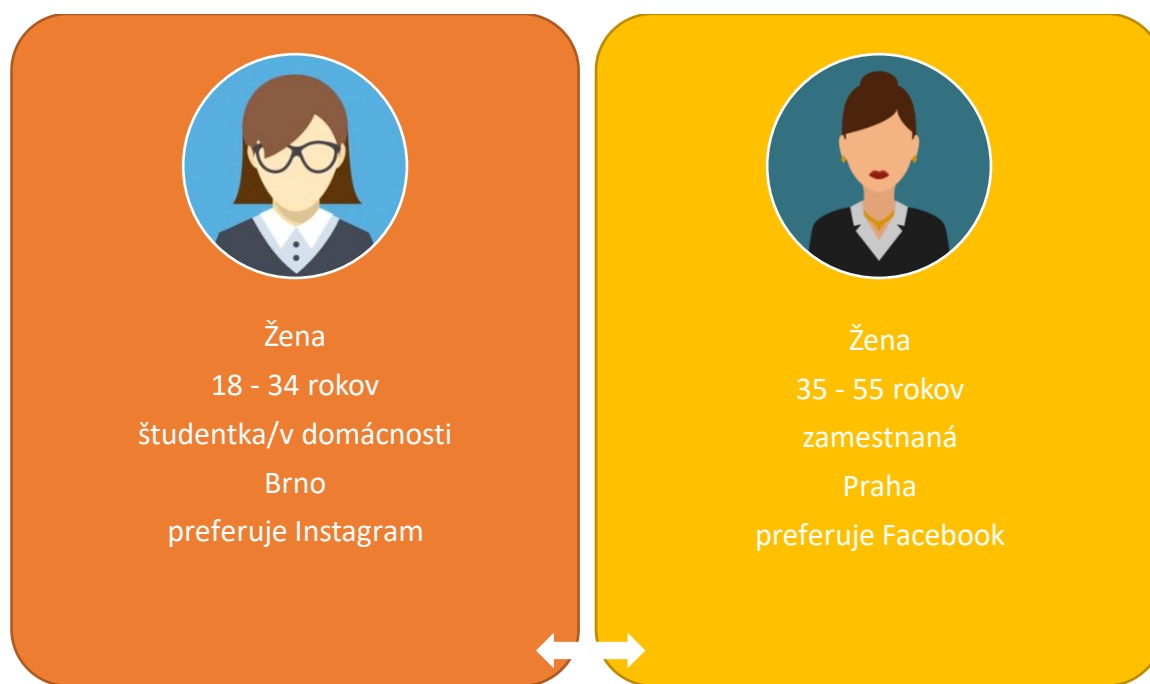 Žena
18 - 34 rokov
študentka/v domácnosti
Brno
preferuje Instagram
Žena
35 - 55 rokov
zamestnaná
Praha
preferuje Facebook